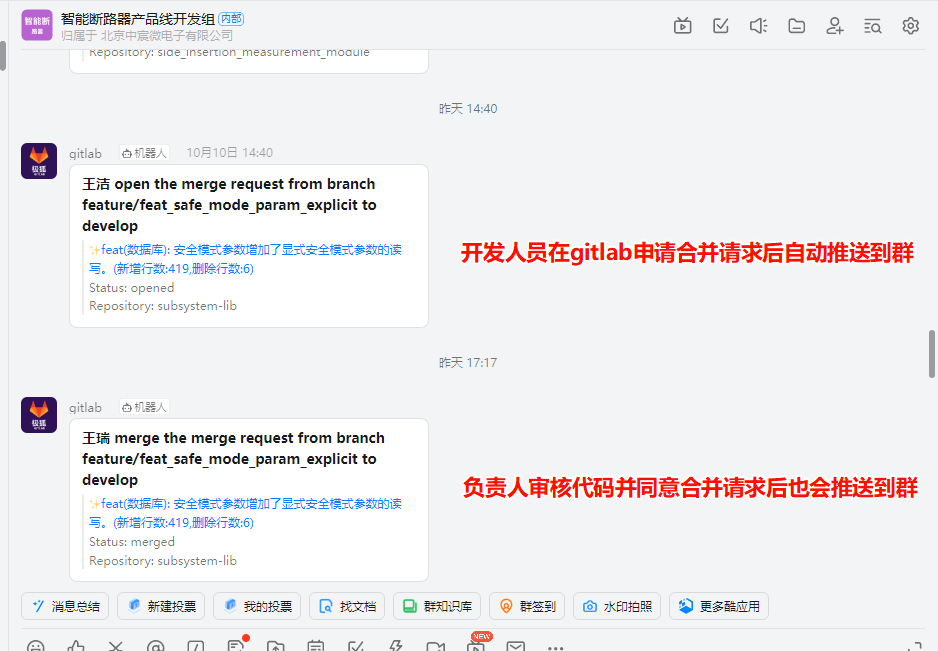 智能断
路器
智能断路器产品线开发组 内部
归属于 北京中宸微电子有限公司
Repository: side_insertion_measurement_module
昨天 14:40
极狐
GITLAB
gitlab 机器人 10月10日 14:40
王洁 open the merge request from branch
feature/feat_safe_mode_param_explicit to
develop
✨feat(数据库): 安全模式参数增加了显式安全模式参数的读
写。(新增行数:419,删除行数:6)
Status: opened
Repository: subsystem-lib
开发人员在gitlab申请合并请求后自动推送到群
昨天 17:17
极狐
GITLAB
gitlab 机器人
王瑞 merge the merge request from branch
feature/feat_safe_mode_param_explicit to
develop
✨feat(数据库): 安全模式参数增加了显式安全模式参数的读
写。(新增行数:419,删除行数:6)
Status: merged
Repository: subsystem-lib
负责人审核代码并同意合并请求后也会推送到群
消息总结 新建投票 我的投票 找文档 群知识库 群签到 水印拍照 更多酷应用
NEW